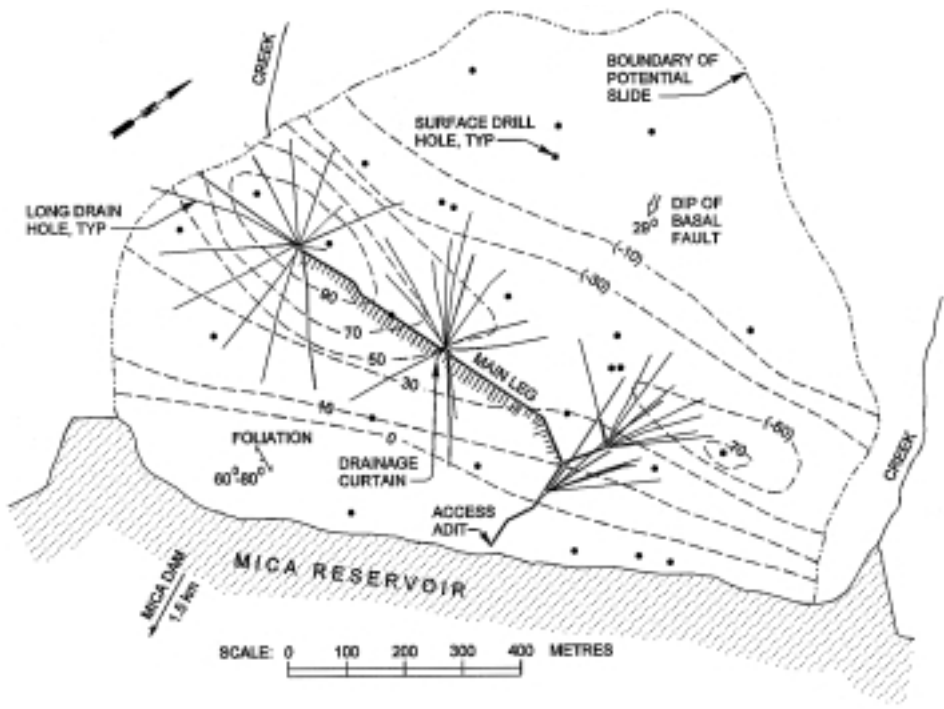 CREEK
BOUNDARY OF
POTENTIAL
SLIDE
SURFACE DRILL
HOLE, TYP
LONG DRAIN
HOLE, TYP
DIP OF
BASAL
FAULT
(-10)
(-30)
90
70
50
30
MAIN LEG
10
0
(-50)
FOLIATION
60°-80°
DRAINAGE
CURTAIN
ACCESS
ADIT
CREEK
MICA RESERVOIR
MICA DAM
1.5 km
SCALE: 0 100 200 300 400 METRES